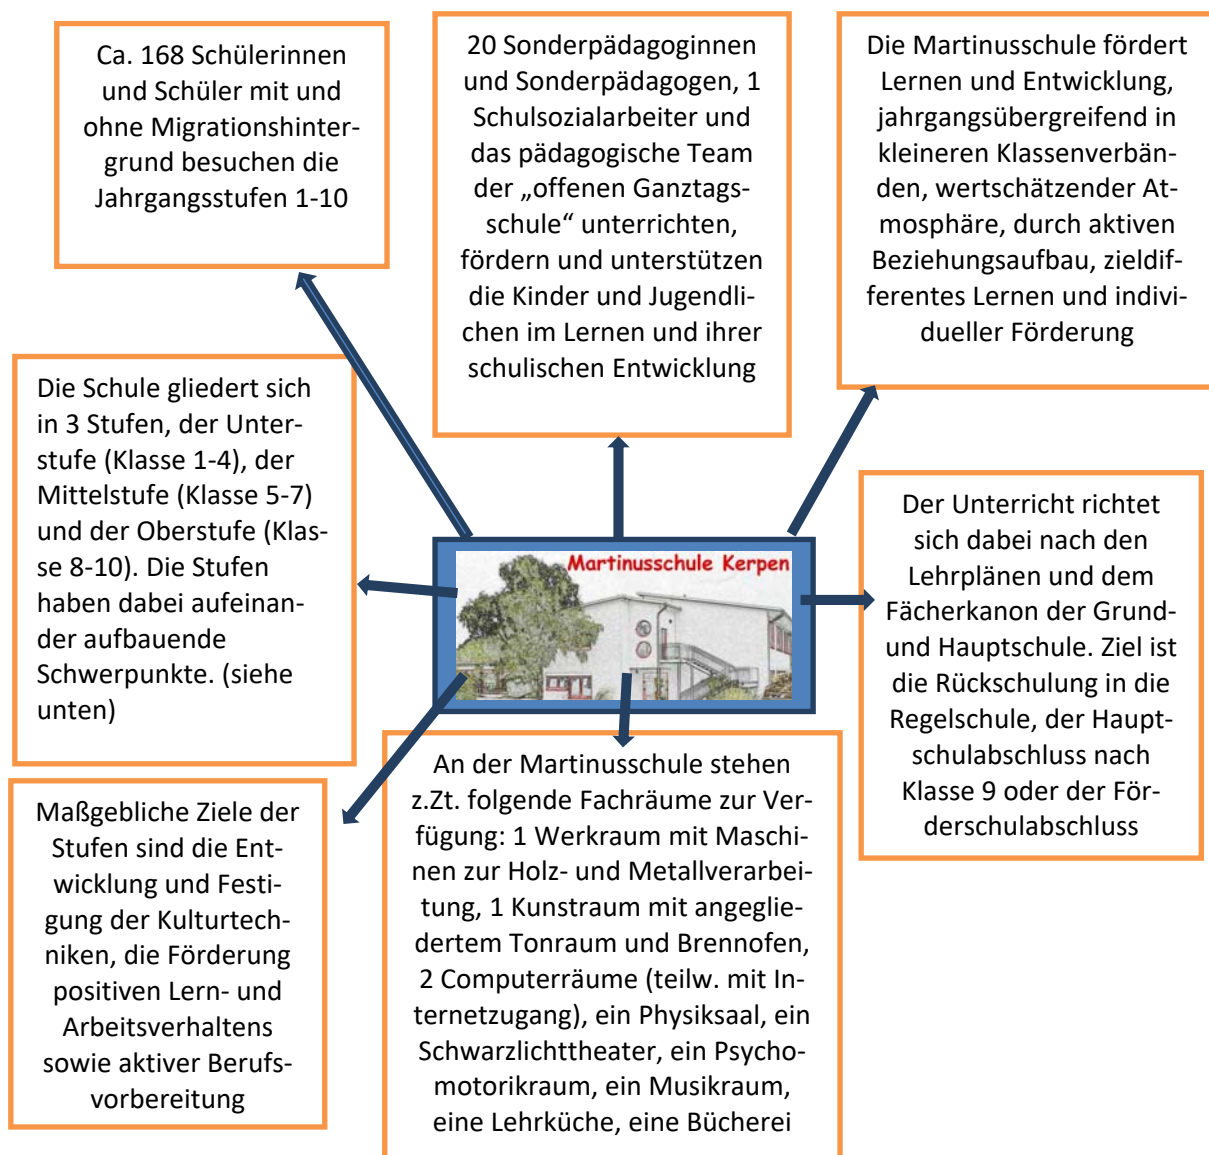 Ca. 168 Schülerinnen
und Schüler mit und
ohne Migrationshinter-
grund besuchen die
Jahrgangsstufen 1-10
20 Sonderpädagoginnen
und Sonderpädagogen, 1
Schulsozialarbeiter und
das pädagogische Team
der „offenen Ganztags-
schule“ unterrichten,
fördern und unterstützen
die Kinder und Jugendli-
chen im Lernen und ihrer
schulischen Entwicklung
Die Martinusschule fördert
Lernen und Entwicklung,
jahrgangsübergreifend in
kleineren Klassenverbän-
den, wertschätzender At-
mosphäre, durch aktiven
Beziehungsaufbau, zieldif-
ferentes Lernen und indivi-
dueller Förderung
Die Schule gliedert sich
in 3 Stufen, der Unter-
stufe (Klasse 1-4), der
Mittelstufe (Klasse 5-7)
und der Oberstufe (Klas-
se 8-10). Die Stufen
haben dabei aufeinan-
der aufbauende
Schwerpunkte. (siehe
unten)
Martinusschule Kerpen
Der Unterricht richtet
sich dabei nach den
Lehrplänen und dem
Fächerkanon der Grund-
und Hauptschule. Ziel ist
die Rückschulung in die
Regelschule, der Haupt-
schulabschluss nach
Klasse 9 oder der För-
derschulabschluss
Maßgebliche Ziele der
Stufen sind die Ent-
wicklung und Festi-
gung der Kulturtech-
niken, die Förderung
positiven Lern- und
Arbeitsverhaltens
sowie aktiver Berufs-
vorbereitung
An der Martinusschule stehen
z.Zt. folgende Fachräume zur Ver-
fügung: 1 Werkraum mit Maschi-
nen zur Holz- und Metallverarbei-
tung, 1 Kunstraum mit angeglie-
dertem Tonraum und Brennofen,
2 Computerräume (teilw. mit In-
ternetzugang), ein Physiksaal, ein
Schwarzlichttheater, ein Psycho-
motorikraum, ein Musikraum,
eine Lehrküche, eine Bücherei